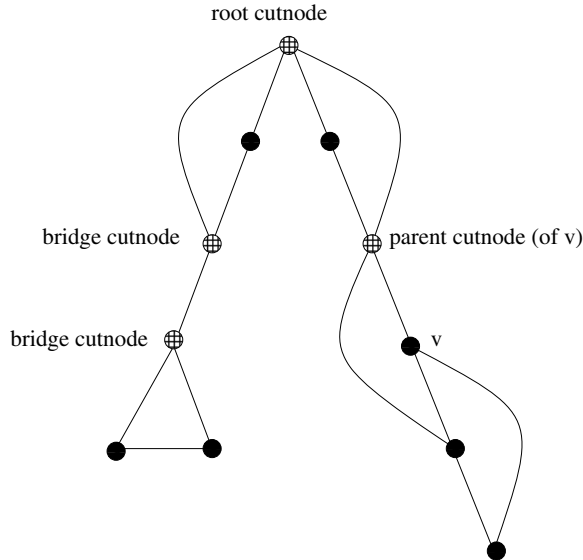 root cutnode
bridge cutnode
parent cutnode (of v)
bridge cutnode
v